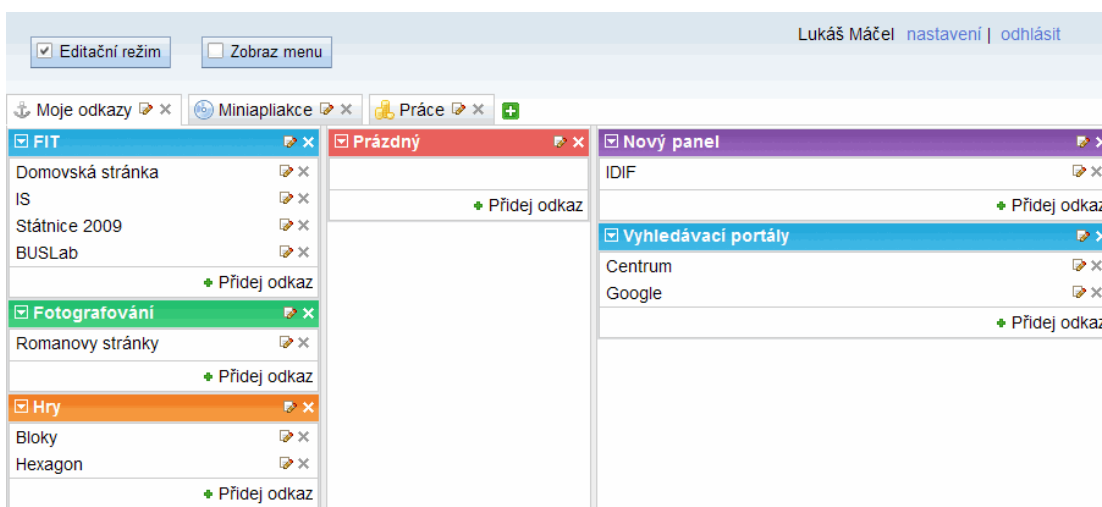 Editační režim
Zobraz menu
Lukáš Máčel nastavení | odhlásit
Moje odkazy
Miniapliakce
Práce
FIT
Domovská stránka
IS
Státnice 2009
BUSLab
Přidej odkaz
Fotografování
Romanovy stránky
Přidej odkaz
Hry
Bloky
Hexagon
Přidej odkaz
Prázdný
Přidej odkaz
Nový panel
IDIF
Přidej odkaz
Vyhledávací portály
Centrum
Google
Přidej odkaz